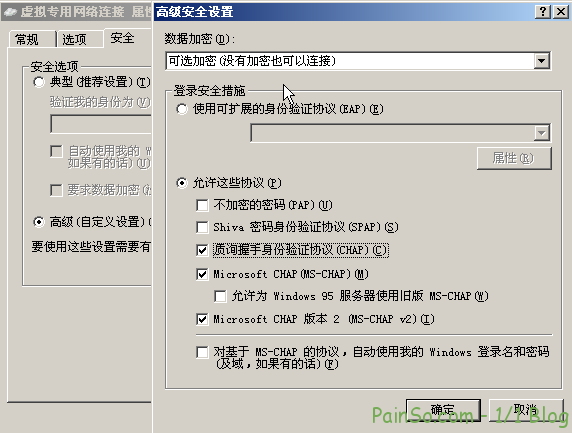 虚拟专用网络连接 属性
常规
选项
安全
安全选项
典型(推荐设置)(T)
验证我的身份为(V)
自动使用我的 W
如果有的话)(U)
要求数据加密(
高级(自定义设置)(
要使用这些设置需要有
高级安全设置
数据加密(D):
可选加密(没有加密也可以连接)
登录安全措施
使用可扩展的身份验证协议(EAP)(E)
属性(R)
允许这些协议(P)
不加密的密码(PAP)(U)
Shiva 密码身份验证协议(SPAP)(S)
质询握手身份验证协议(CHAP)(C)
Microsoft CHAP(MS-CHAP)(M)
允许为 Windows 95 服务器使用旧版 MS-CHAP(W)
Microsoft CHAP 版本 2 (MS-CHAP v2)(I)
对基于 MS-CHAP 的协议，自动使用我的 Windows 登录名和密码
(及域，如果有的话)(F)
确定
取消
PainSo.com - 1/1 Blog